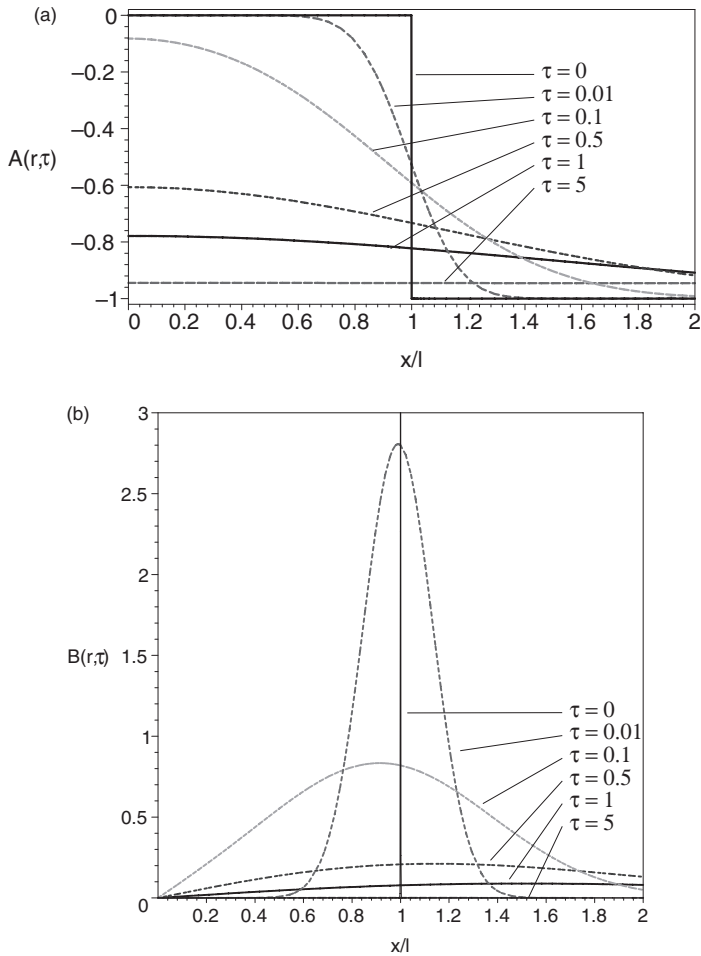 (a)
0
−0.2
−0.4
−0.6
−0.8
−1
A(r,τ)
τ = 0
τ = 0.01
τ = 0.1
τ = 0.5
τ = 1
τ = 5
0 0.2 0.4 0.6 0.8 1 1.2 1.4 1.6 1.8 2
x/l
(b)
3
2.5
2
1.5
1
0.5
0
B(r,τ)
τ = 0
τ = 0.01
τ = 0.1
τ = 0.5
τ = 1
τ = 5
0.2 0.4 0.6 0.8 1 1.2 1.4 1.6 1.8 2
x/l